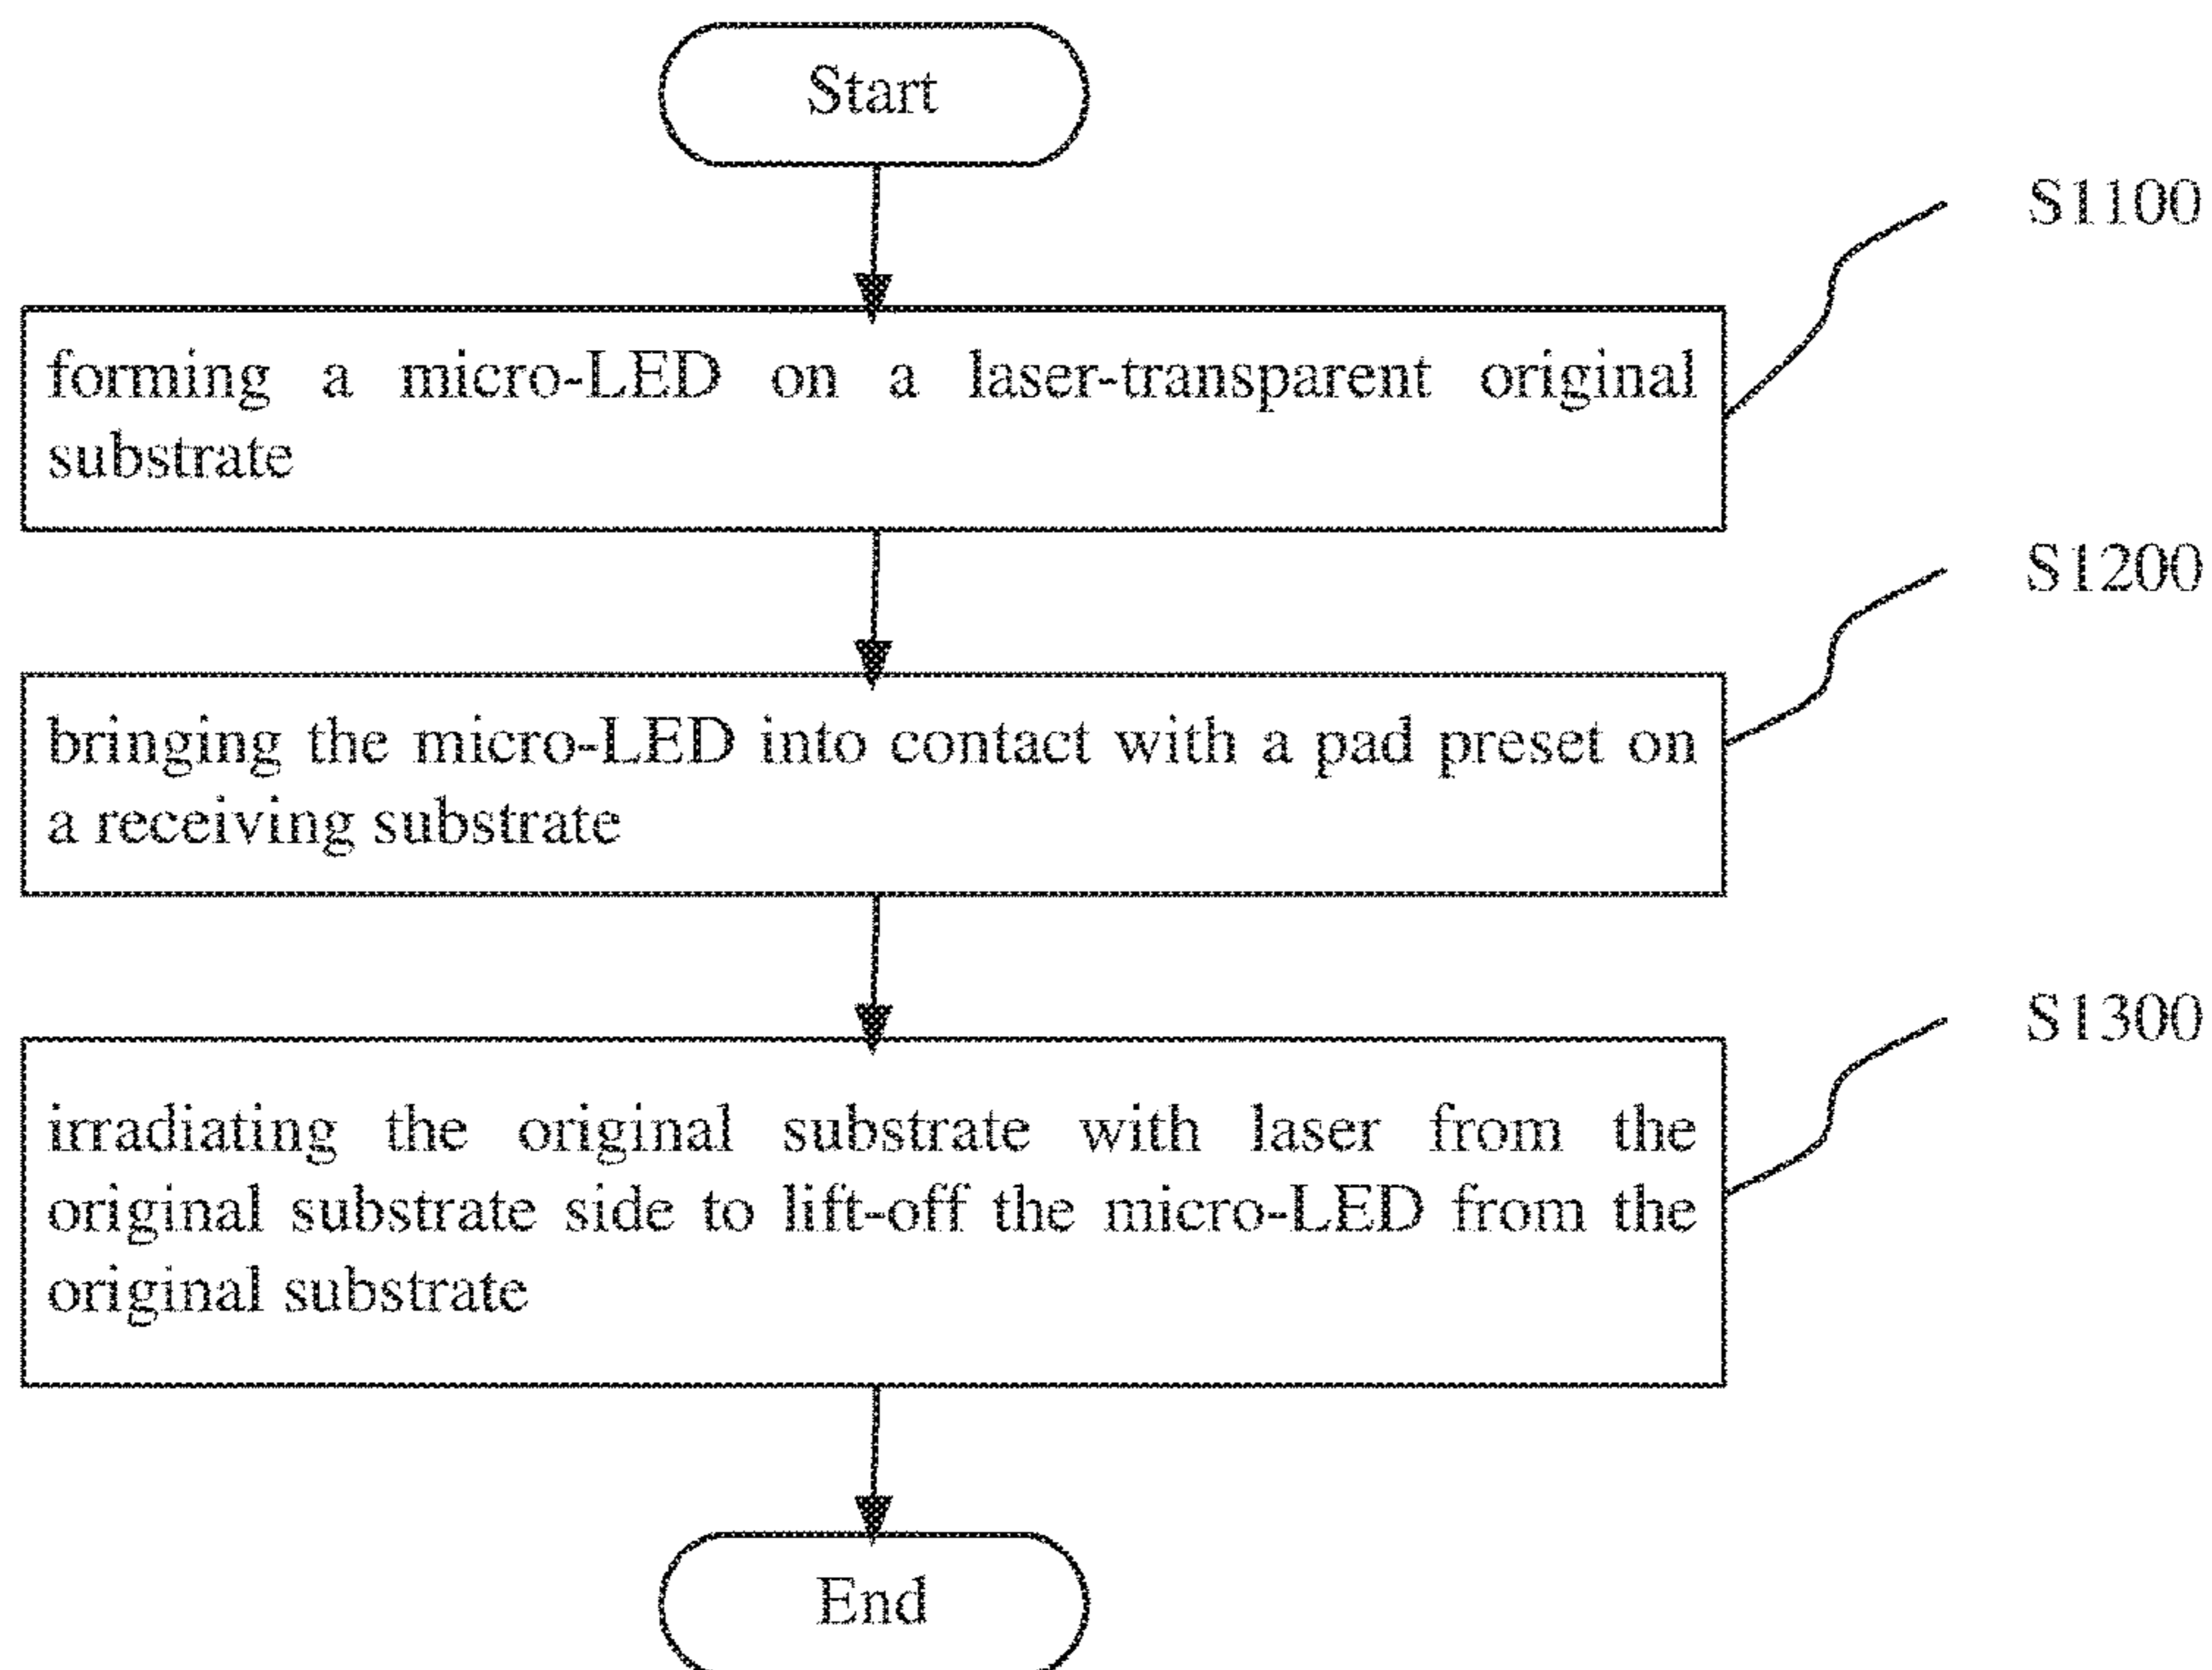 Start
S1100
forming a micro-LED on a laser-transparent original
substrate
S1200
bringing the micro-LED into contact with a pad preset on
a receiving substrate
S1300
irradiating the original substrate with laser from the
original substrate side to lift-off the micro-LED from the
original substrate
End